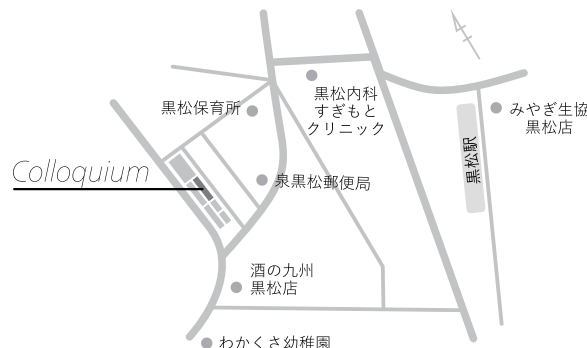 黒松内科
すぎもと
クリニック
みやぎ生協
黒松店
黒松保育所
黒松駅
Colloquium
泉黒松郵便局
酒の九州
黒松店
わかくさ幼稚園